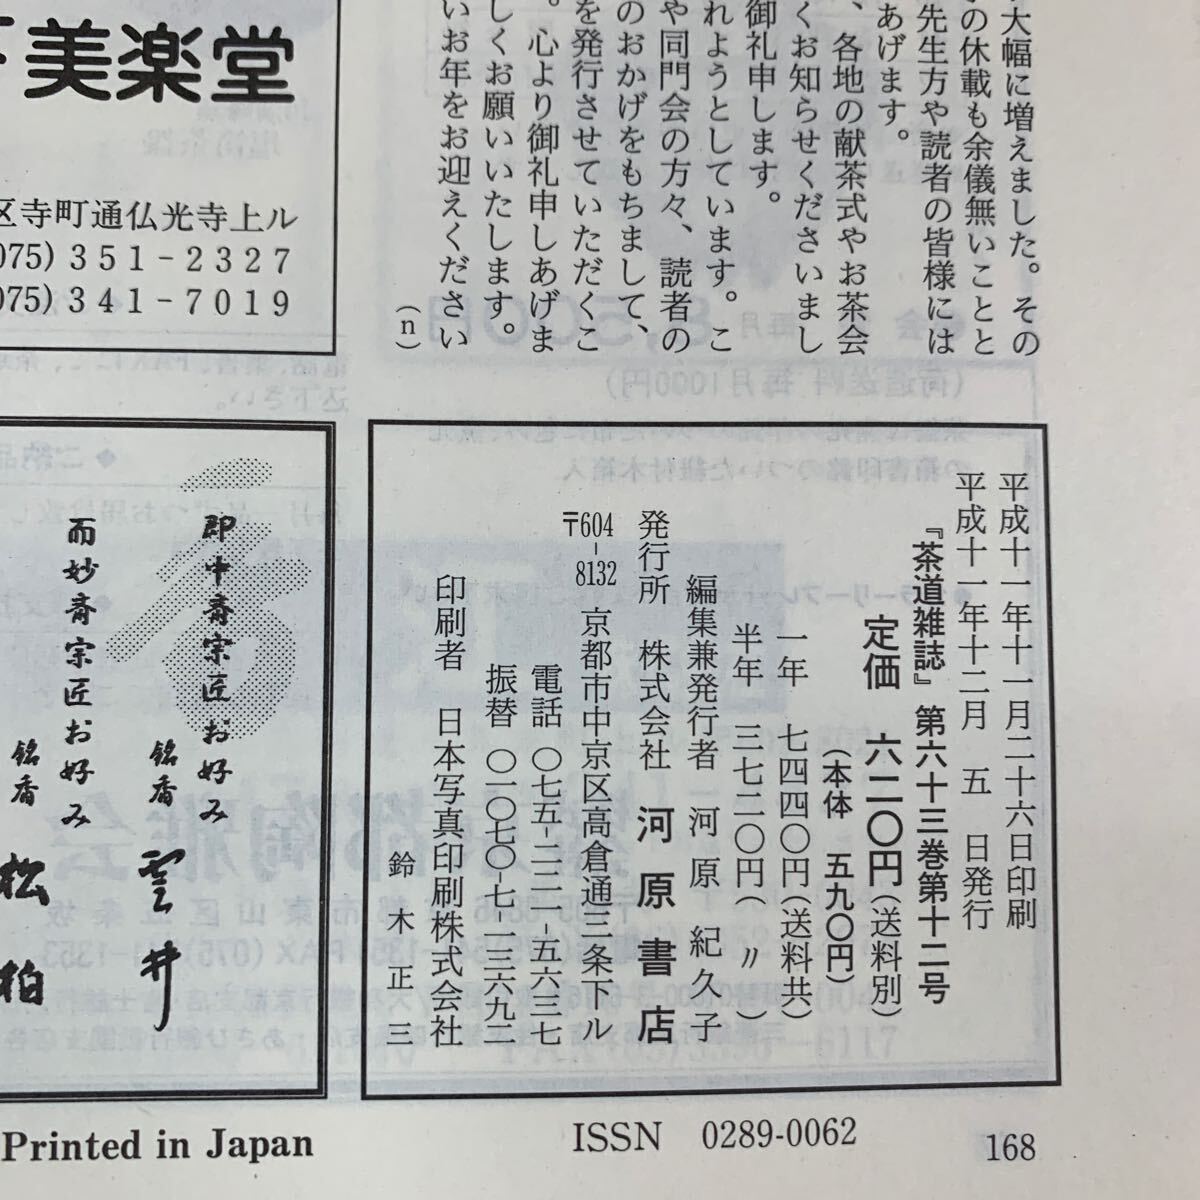 大幅に増えました。その
の休載も余儀無いことと
先生方や読者の皆様には
あげます。
、各地の献茶式やお茶会
くお知らせくださいまし
御礼申します。
れようとしています。こ
や同門会の方々、読者の
のおかげをもちまして、
を発行させていただくこ
。心より御礼申しあげま
しくお願いいたします。
いお年をお迎えください
(n)
美楽堂
区寺町通仏光寺上ル
075) 351-2327
075) 341-7019
平成十一年十一月二十六日印刷
平成十一年十二月 五 日発行
『茶道雑誌』 第六十三巻第十二号
定価 六二〇円(送料別)
(本体 五九〇円)
一年 七四四〇円(送料共)
半年 三七二〇円( 〃 )
編集兼発行者 河 原 紀久子
発行所 株式会社 河 原 書 店
〒604-8132 京都市中京区高倉通三条下ル
電話 〇七五-二二一-五六三七
振替 〇一〇七〇-七-二三六九二
印刷者 日本写真印刷株式会社
鈴 木 正 三
即中斎宗匠お好み
銘香 雲井
而妙斎宗匠お好み
銘香 松柏
Printed in Japan
ISSN 0289-0062
168